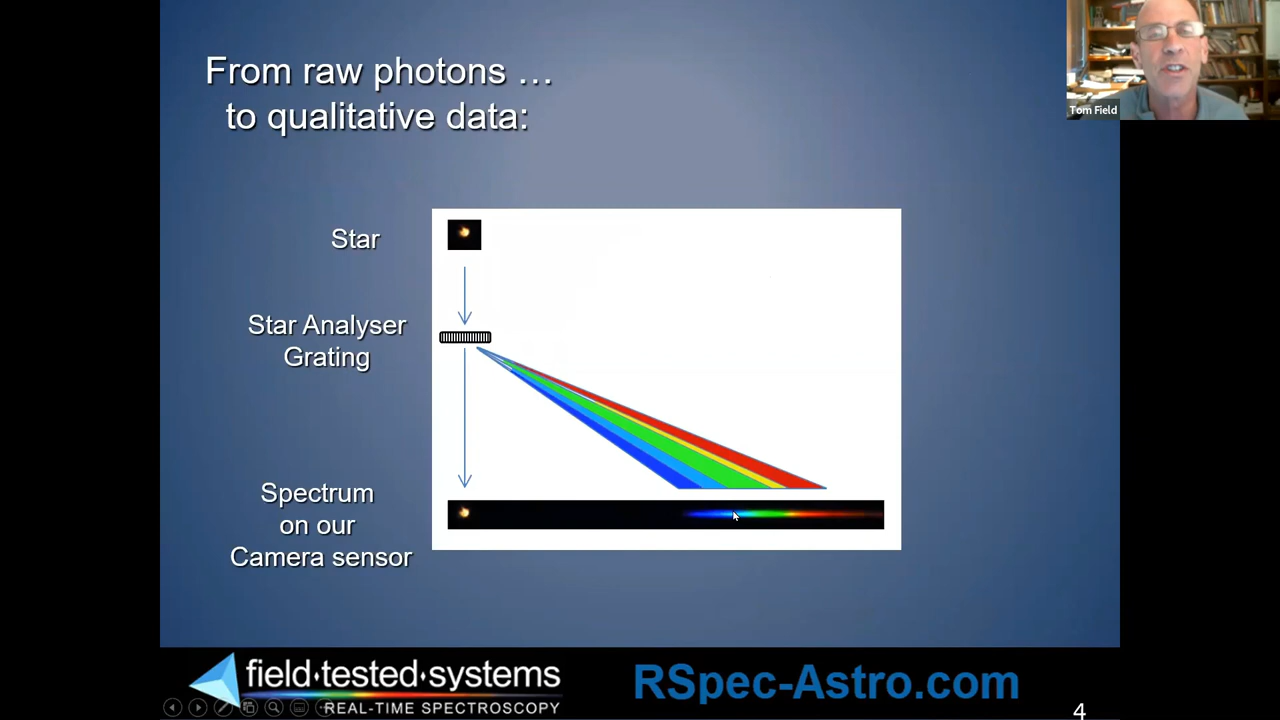 From raw photons …
to qualitative data:
Tom Field
Star
Star Analyser
Grating
Spectrum
on our
Camera sensor
field·tested·systems
REAL-TIME SPECTROSCOPY
RSpec-Astro.com
4